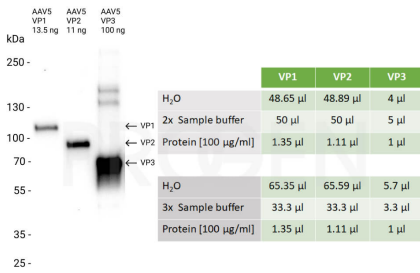 AAV5 AAV5 AAV5
VP1 VP2 VP3
13.5 ng 11 ng 100 ng
kDa
250 -
130 -
100 -
70 -
55 -
35 -
25 -
← VP1
← VP2
← VP3
VP1 VP2 VP3
H₂O 48.65 µl 48.89 µl 4 µl
2x Sample buffer 50 µl 50 µl 5 µl
Protein [100 µg/ml] 1.35 µl 1.11 µl 1 µl
H₂O 65.35 µl 65.59 µl 5.7 µl
3x Sample buffer 33.3 µl 33.3 µl 3.3 µl
Protein [100 µg/ml] 1.35 µl 1.11 µl 1 µl